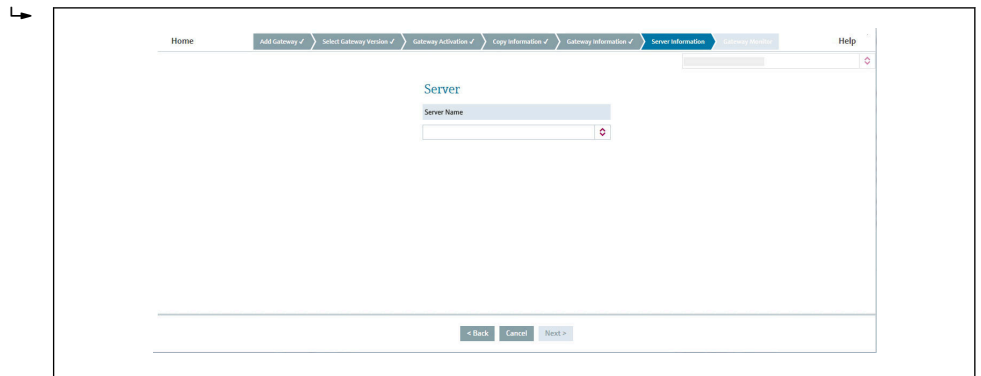 Home Add Gateway ✓ Select Gateway Version ✓ Gateway Activation ✓ Copy Information ✓ Gateway Information ✓ Server Information Help
Server
Server Name
< Back Cancel Next >